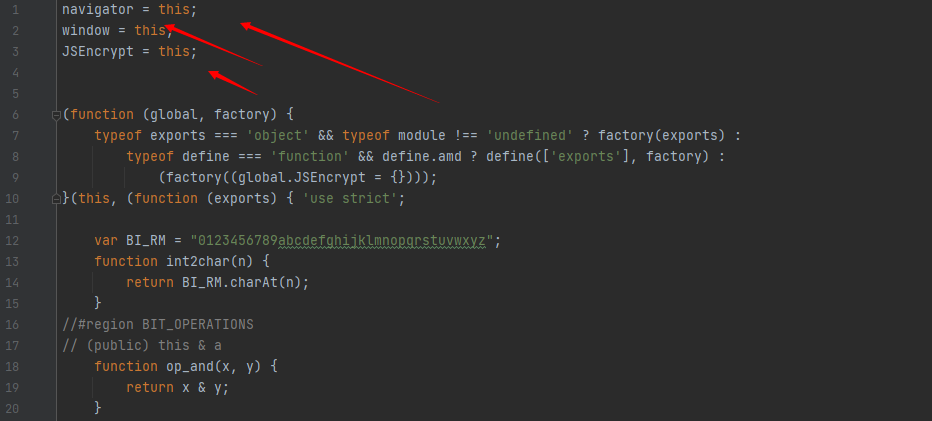 1 navigator = this;
2 window = this;
3 JSEncrypt = this;
4
5
6 (function (global, factory) {
7 typeof exports === 'object' && typeof module !== 'undefined' ? factory(exports) :
8 typeof define === 'function' && define.amd ? define(['exports'], factory) :
9 (factory((global.JSEncrypt = {})));
10 }(this, (function (exports) { 'use strict';
11
12 var BI_RM = "0123456789abcdefghijklmnopqrstuvwxyz";
13 function int2char(n) {
14 return BI_RM.charAt(n);
15 }
16 //#region BIT_OPERATIONS
17 // (public) this & a
18 function op_and(x, y) {
19 return x & y;
20 }